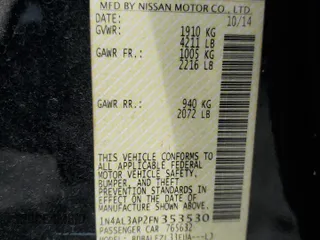 MFD BY NISSAN MOTOR CO., LTD.
DATE: 10/14
GVWR: 1910 KG
4211 LB
GAWR FR.: 1005 KG
2216 LB
GAWR RR.: 940 KG
2072 LB
THIS VEHICLE CONFORMS TO
ALL APPLICABLE FEDERAL
MOTOR VEHICLE SAFETY,
BUMPER, AND THEFT
PREVENTION STANDARDS IN
EFFECT ON THE DATE OF
MANUFACTURE SHOWN ABOVE.
1N4AL3AP2FN353530
PASSENGER CAR 765632